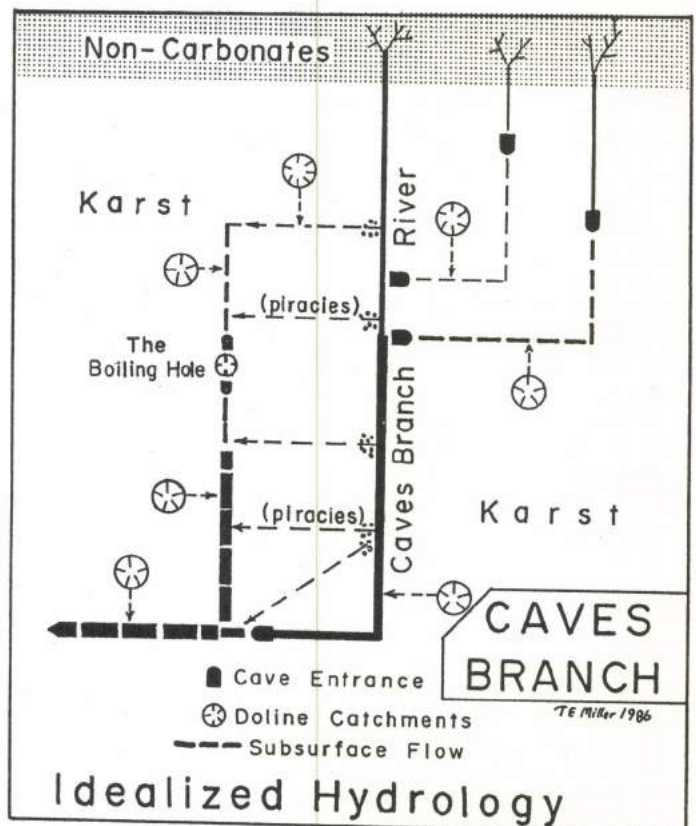 Non-Carbonates
Karst
River
(piracies)
The
Boiling Hole
Caves Branch
(piracies)
Karst
CAVES
BRANCH
TE Miller 1986
Cave Entrance
Doline Catchments
Subsurface Flow
Idealized Hydrology